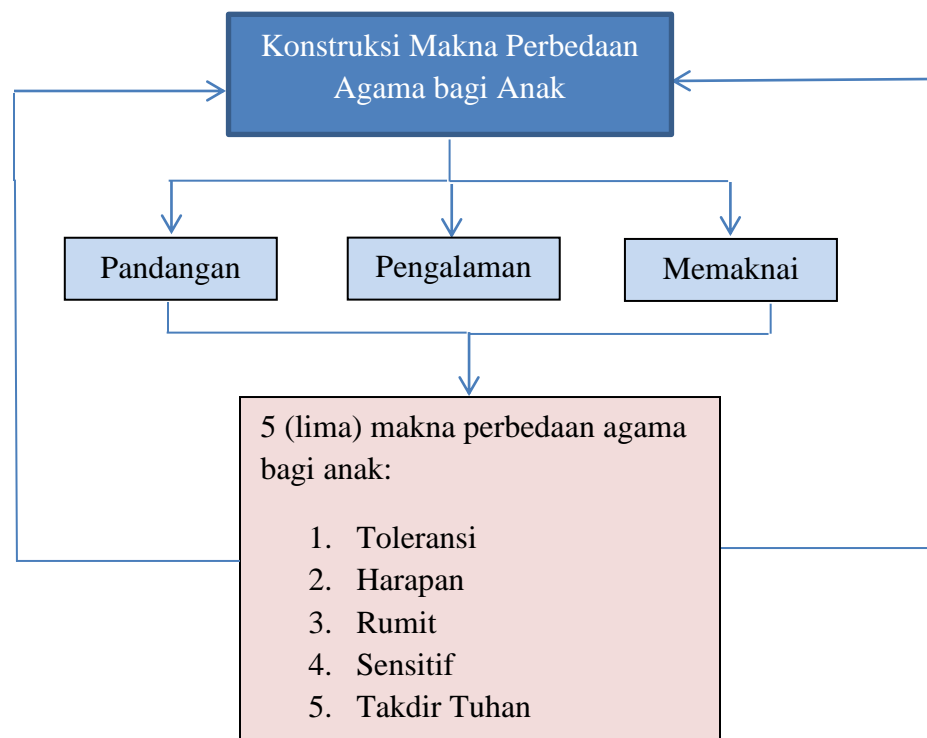 Konstruksi Makna Perbedaan
Agama bagi Anak
Pandangan
Pengalaman
Memaknai
5 (lima) makna perbedaan agama
bagi anak:
1. Toleransi
2. Harapan
3. Rumit
4. Sensitif
5. Takdir Tuhan